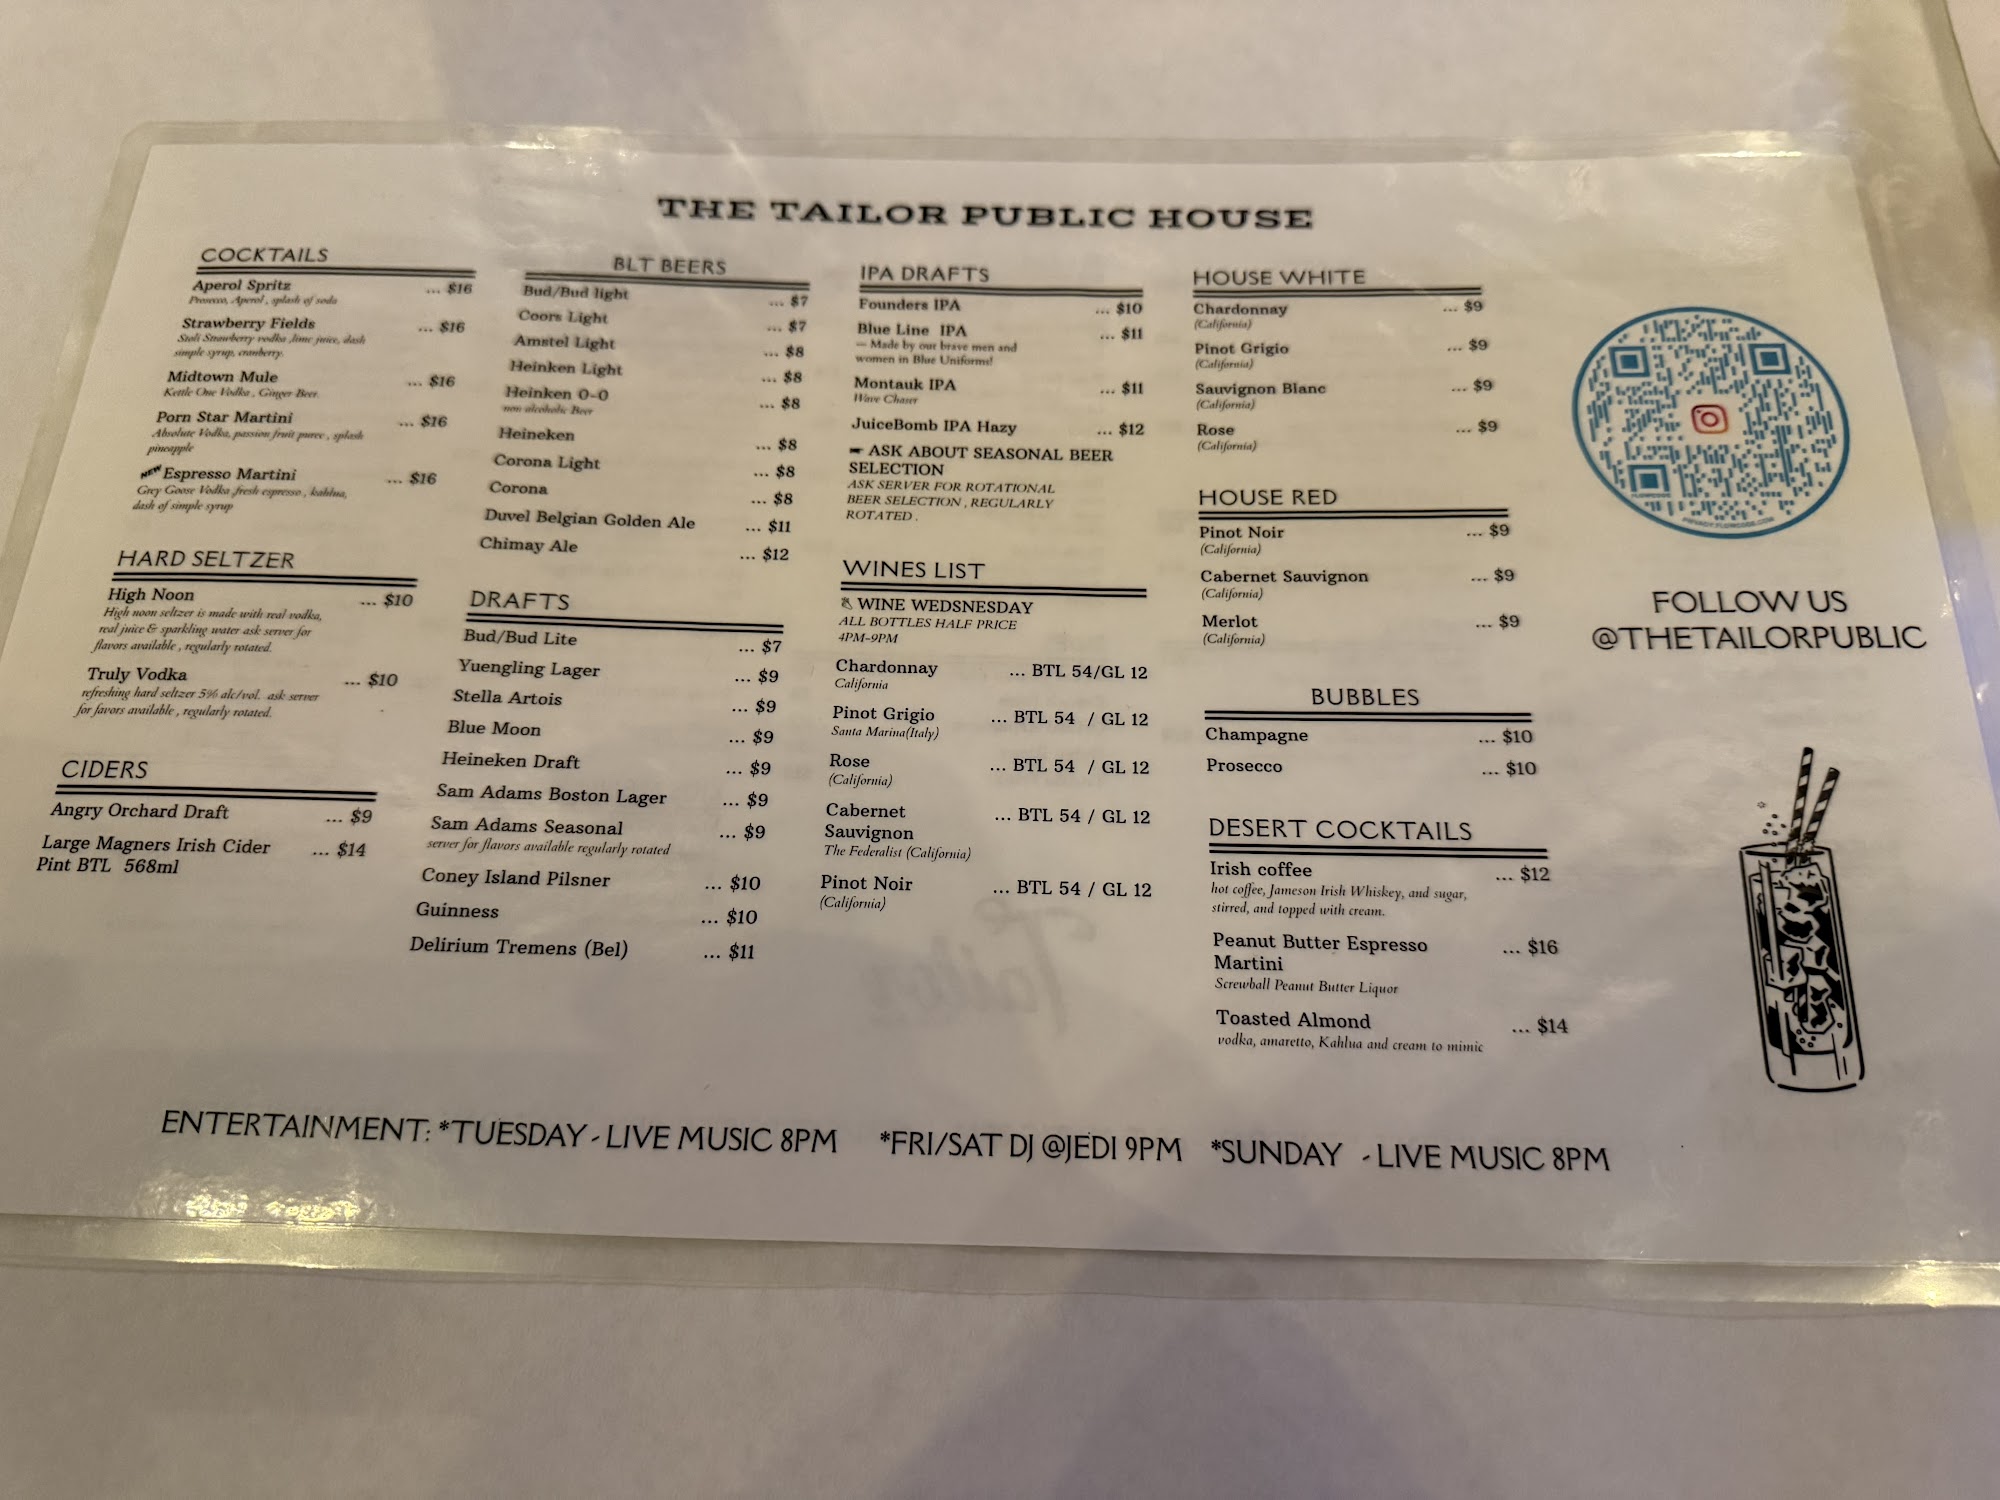 THE TAILOR PUBLIC HOUSE
COCKTAILS
Aperol Spritz ... $16
Prosecco, Aperol , splash of soda
Strawberry Fields ... $16
Stoli Strawberry vodka ,lime juice, dash
simple syrup, cranberry.
Midtown Mule ... $16
Kettle One Vodka , Ginger Beer.
Porn Star Martini ... $16
Absolute Vodka, passion fruit puree , splash
pineapple
NEW Espresso Martini ... $16
Grey Goose Vodka ,fresh espresso , kahlua,
dash of simple syrup
HARD SELTZER
High Noon ... $10
High noon seltzer is made with real vodka,
real juice & sparkling water ask server for
flavors available , regularly rotated.
Truly Vodka ... $10
refreshing hard seltzer 5% alc/vol. ask server
for favors available , regularly rotated.
CIDERS
Angry Orchard Draft ... $9
Large Magners Irish Cider ... $14
Pint BTL 568ml
BLT BEERS
Bud/Bud light ... $7
Coors Light ... $7
Amstel Light ... $8
Heinken Light ... $8
Heinken 0-0 ... $8
non alcoholic Beer
Heineken ... $8
Corona Light ... $8
Corona ... $8
Duvel Belgian Golden Ale ... $11
Chimay Ale ... $12
DRAFTS
Bud/Bud Lite ... $7
Yuengling Lager ... $9
Stella Artois ... $9
Blue Moon ... $9
Heineken Draft ... $9
Sam Adams Boston Lager ... $9
Sam Adams Seasonal ... $9
server for flavors available regularly rotated
Coney Island Pilsner ... $10
Guinness ... $10
Delirium Tremens (Bel) ... $11
IPA DRAFTS
Founders IPA ... $10
Blue Line IPA ... $11
— Made by our brave men and
women in Blue Uniforms!
Montauk IPA ... $11
Wave Chaser
JuiceBomb IPA Hazy ... $12
ASK ABOUT SEASONAL BEER
SELECTION
ASK SERVER FOR ROTATIONAL
BEER SELECTION , REGULARLY
ROTATED .
WINES LIST
WINE WEDSNESDAY
ALL BOTTLES HALF PRICE
4PM-9PM
Chardonnay ... BTL 54/GL 12
California
Pinot Grigio ... BTL 54 / GL 12
Santa Marina(Italy)
Rose ... BTL 54 / GL 12
(California)
Cabernet ... BTL 54 / GL 12
Sauvignon
The Federalist (California)
Pinot Noir ... BTL 54 / GL 12
(California)
HOUSE WHITE
Chardonnay ... $9
(California)
Pinot Grigio ... $9
(California)
Sauvignon Blanc ... $9
(California)
Rose ... $9
(California)
HOUSE RED
Pinot Noir ... $9
(California)
Cabernet Sauvignon ... $9
(California)
Merlot ... $9
(California)
BUBBLES
Champagne ... $10
Prosecco ... $10
DESERT COCKTAILS
Irish coffee ... $12
hot coffee, Jameson Irish Whiskey, and sugar,
stirred, and topped with cream.
Peanut Butter Espresso ... $16
Martini
Screwball Peanut Butter Liquor
Toasted Almond ... $14
vodka, amaretto, Kahlua and cream to mimic
FLOWCODE
PRIVACY.FLOWCODE.COM
FOLLOW US
@THETAILORPUBLIC
ENTERTAINMENT: *TUESDAY - LIVE MUSIC 8PM *FRI/SAT DJ @JEDI 9PM *SUNDAY - LIVE MUSIC 8PM